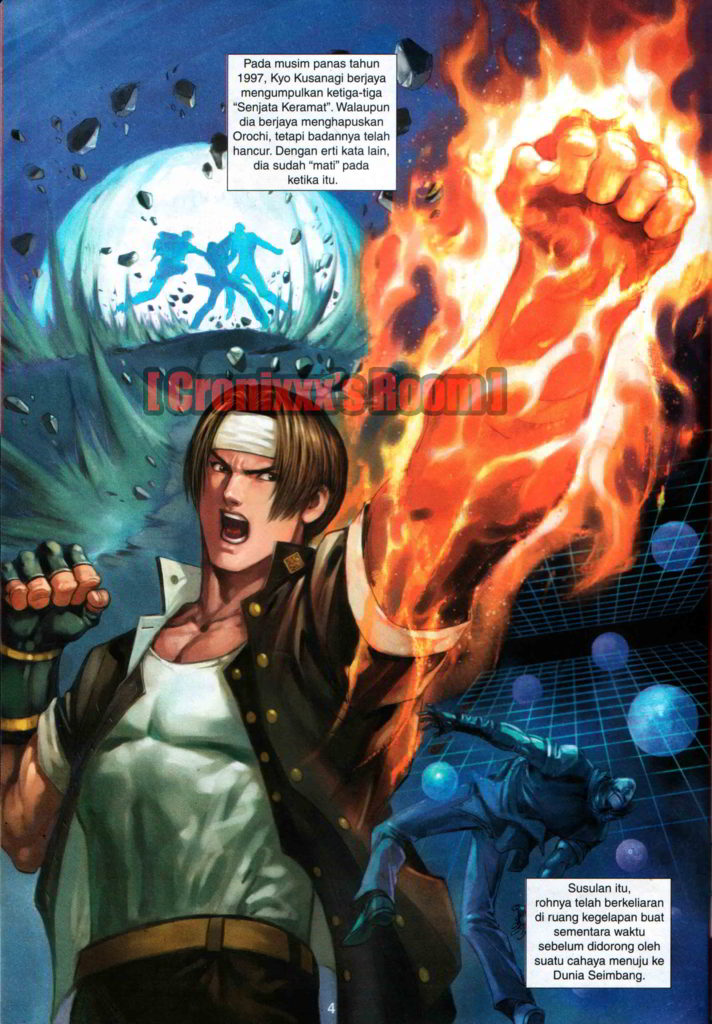 Pada musim panas tahun
1997, Kyo Kusanagi berjaya
mengumpulkan ketiga-tiga
“Senjata Keramat”. Walaupun
dia berjaya menghapuskan
Orochi, tetapi badannya telah
hancur. Dengan erti kata lain,
dia sudah “mati” pada
ketika itu.
[ Cronixxx's Room ]
Susulan itu,
rohnya telah berkeliaran
di ruang kegelapan buat
sementara waktu
sebelum didorong oleh
suatu cahaya menuju ke
Dunia Seimbang.
4